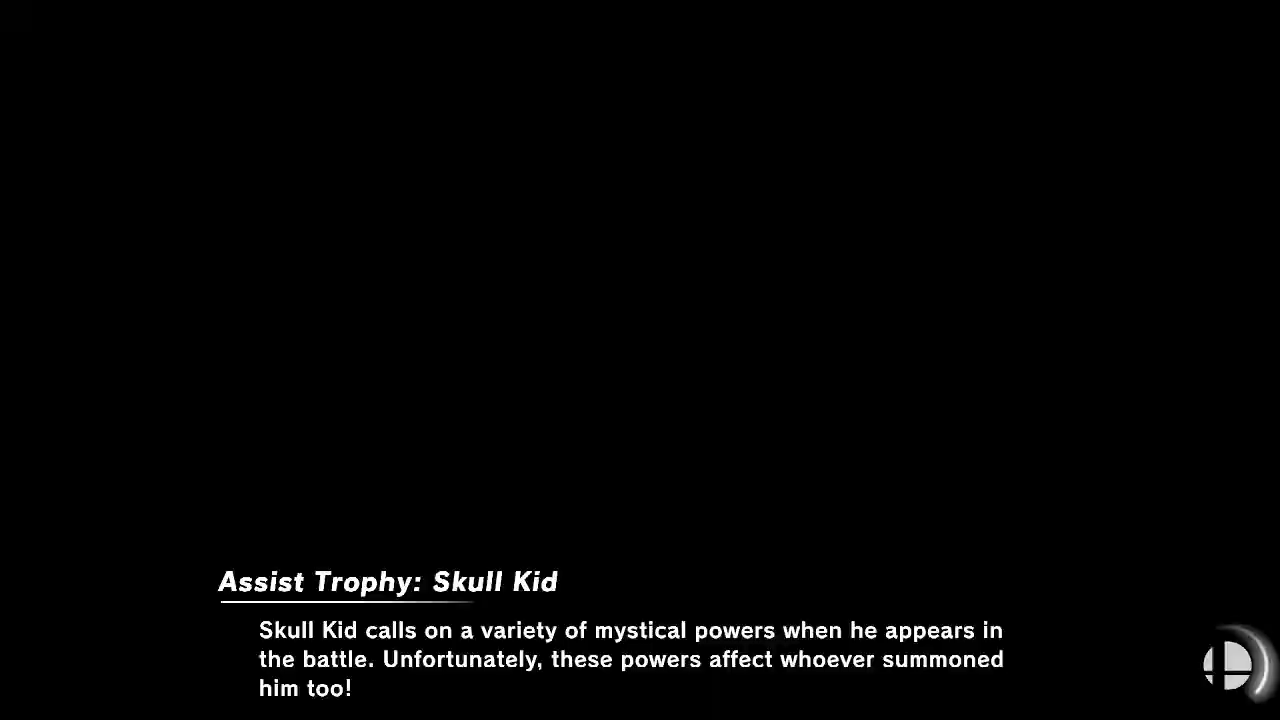 Assist Trophy: Skull Kid
Skull Kid calls on a variety of mystical powers when he appears in
the battle. Unfortunately, these powers affect whoever summoned
him too!